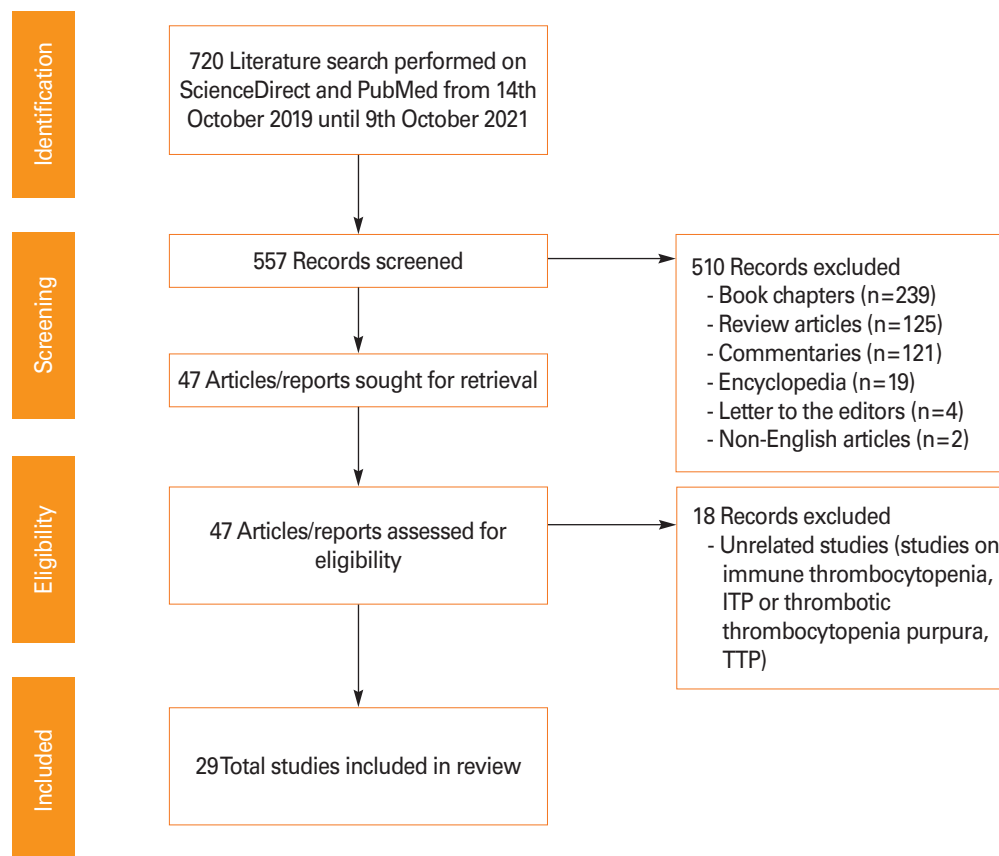 Identification
720 Literature search performed on
ScienceDirect and PubMed from 14th
October 2019 until 9th October 2021
Screening
557 Records screened
510 Records excluded
- Book chapters (n=239)
- Review articles (n=125)
- Commentaries (n=121)
- Encyclopedia (n=19)
- Letter to the editors (n=4)
- Non-English articles (n=2)
47 Articles/reports sought for retrieval
Eligibility
47 Articles/reports assessed for
eligibility
18 Records excluded
- Unrelated studies (studies on
immune thrombocytopenia,
ITP or thrombotic
thrombocytopenia purpura,
TTP)
Included
29 Total studies included in review